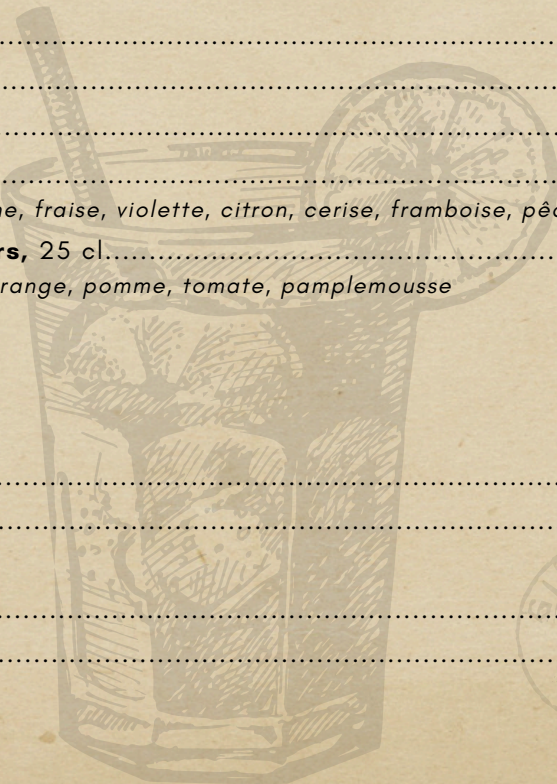 fraise, violette, citron, cerise, framboise,
25 cl
pomme, tomate, pamplemousse